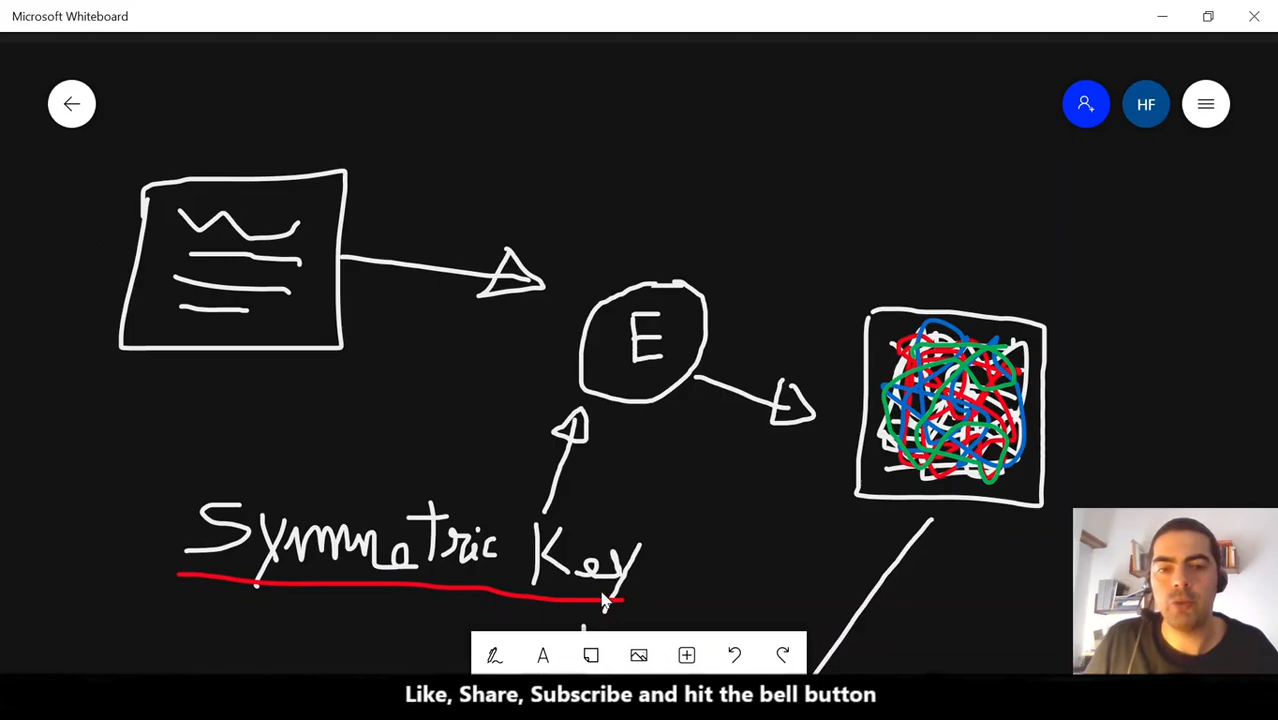 Microsoft Whiteboard
HF
E
Symmetric Key
A
Like, Share, Subscribe and hit the bell button